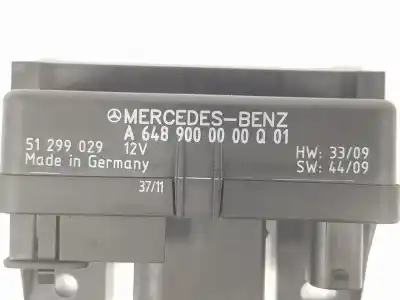 MERCEDES-BENZ
A 648 900 00 00 Q 01
51 299 029 12V HW: 33/09
Made in Germany SW: 44/09
37/11